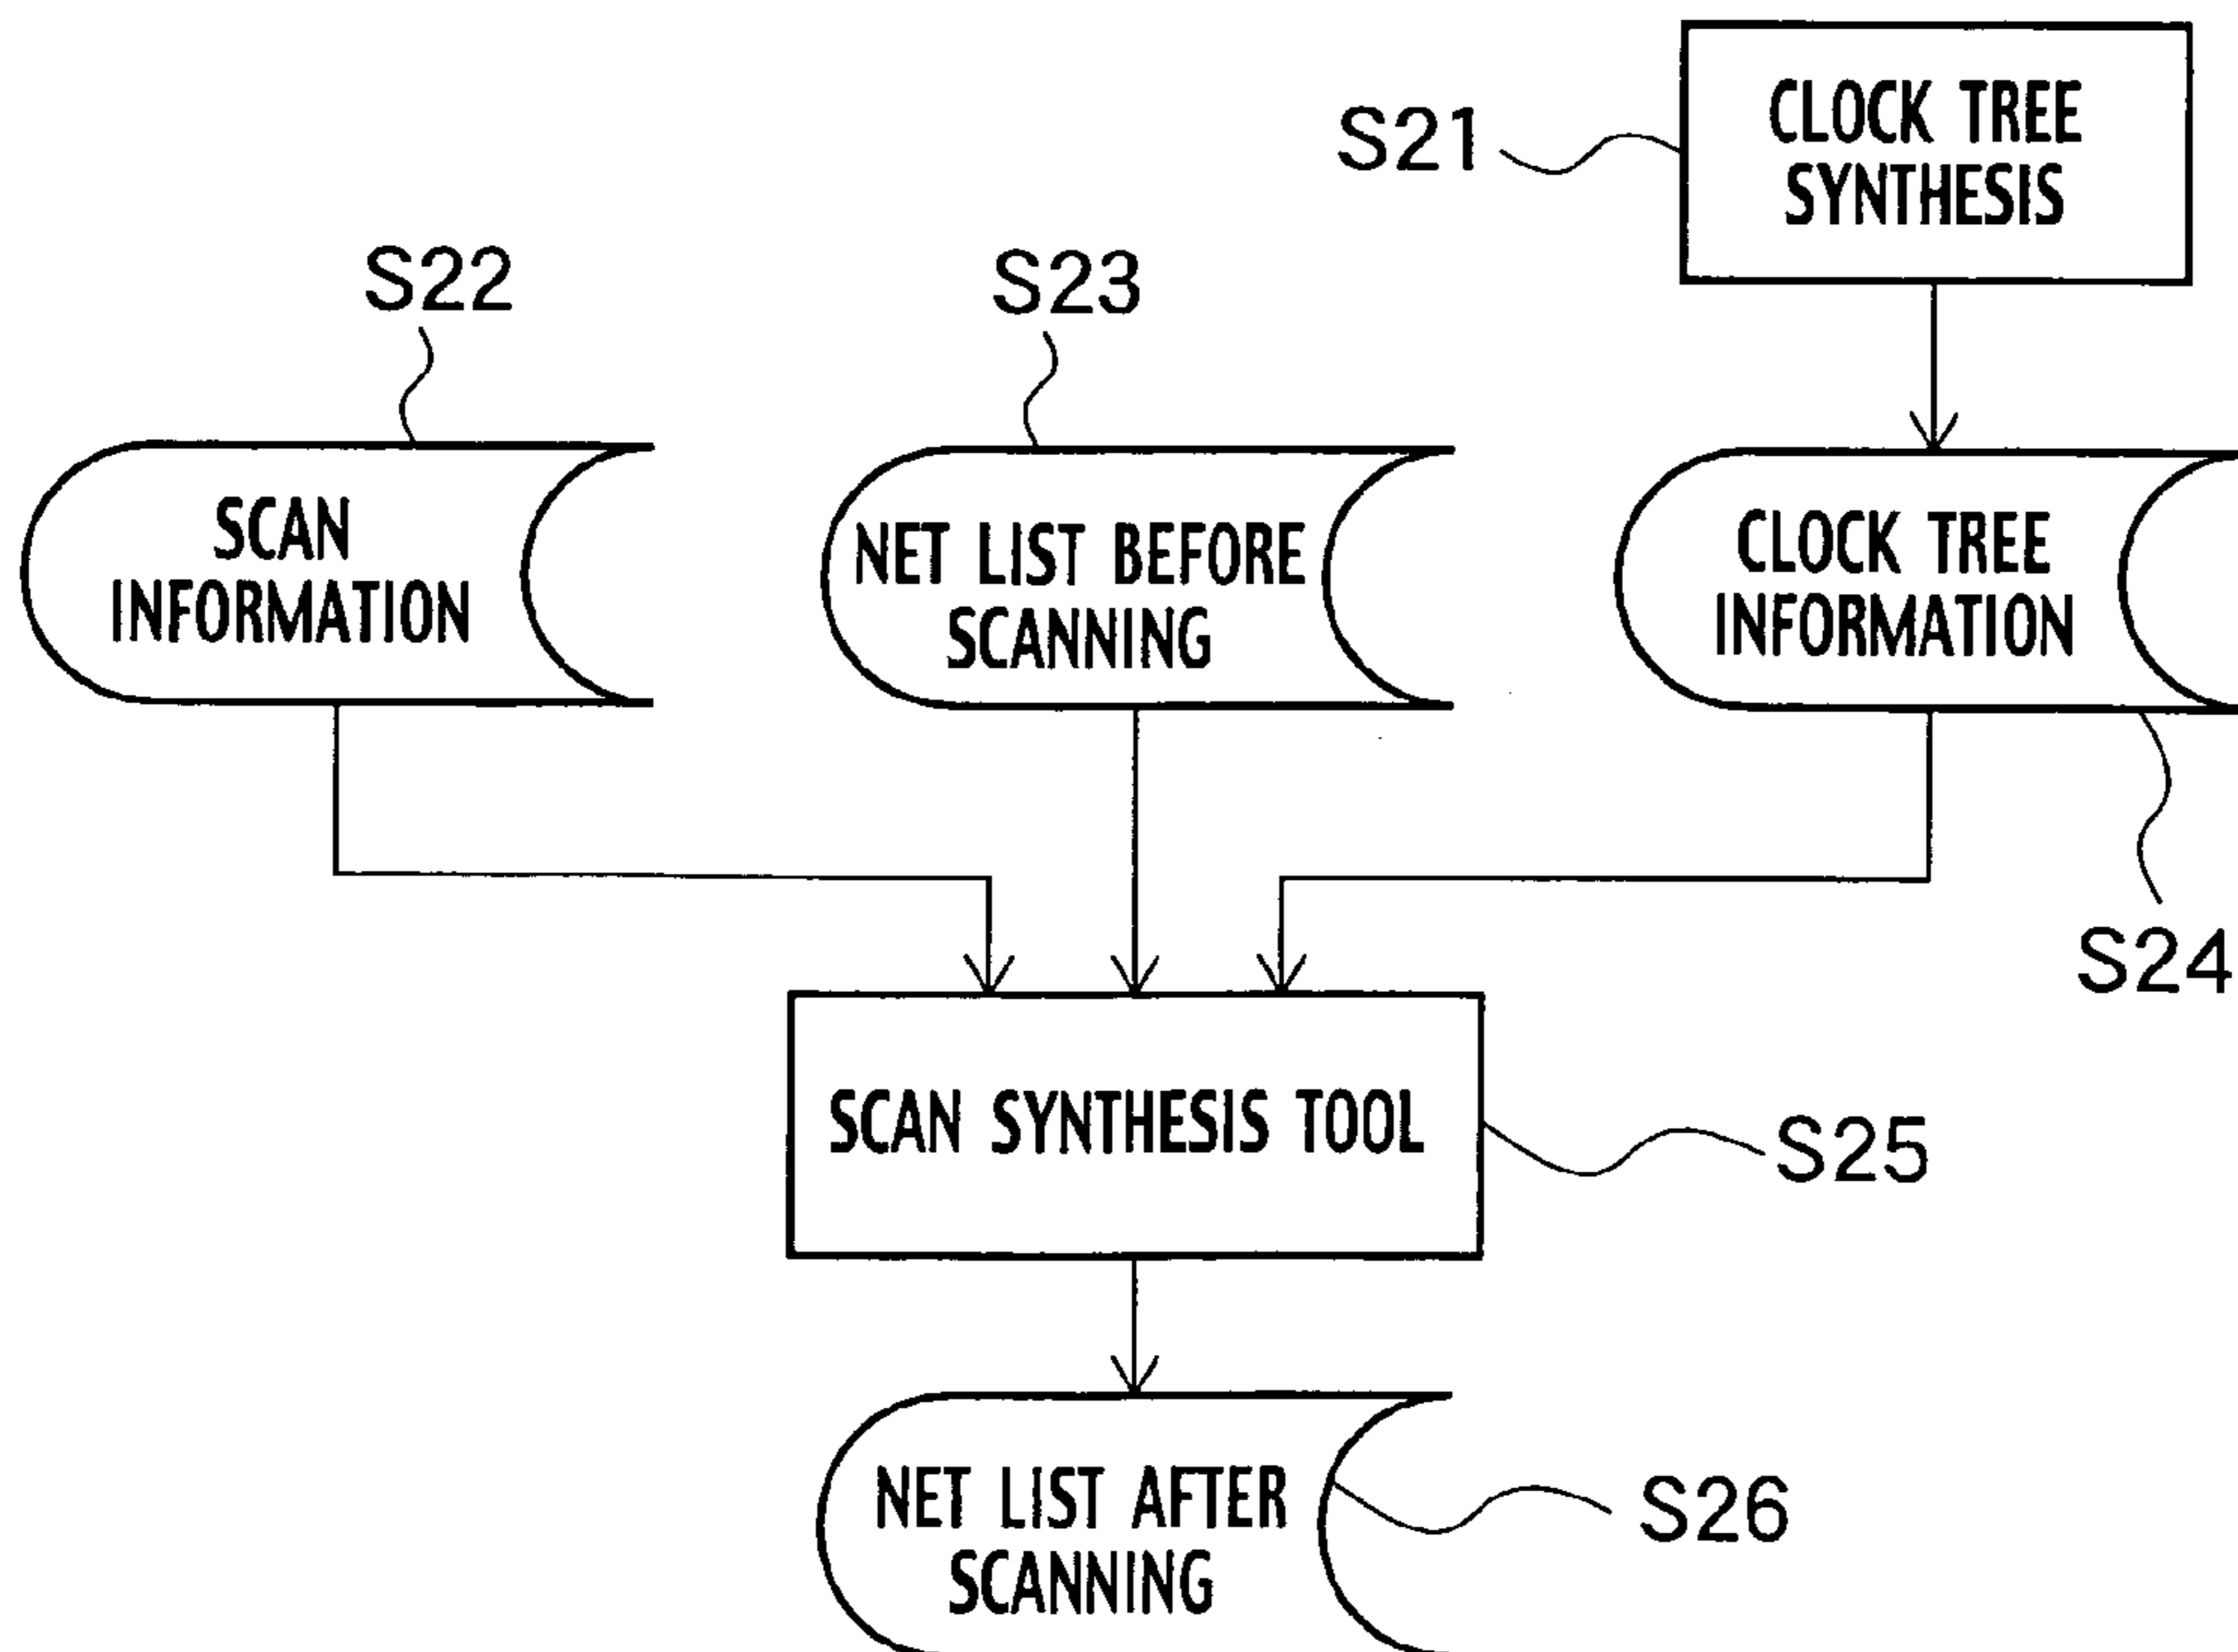 CLOCK TREE
SYNTHESIS
S21
S22
S23
SCAN
INFORMATION
NET LIST BEFORE
SCANNING
CLOCK TREE
INFORMATION
S24
SCAN SYNTHESIS TOOL
S25
NET LIST AFTER
SCANNING
S26